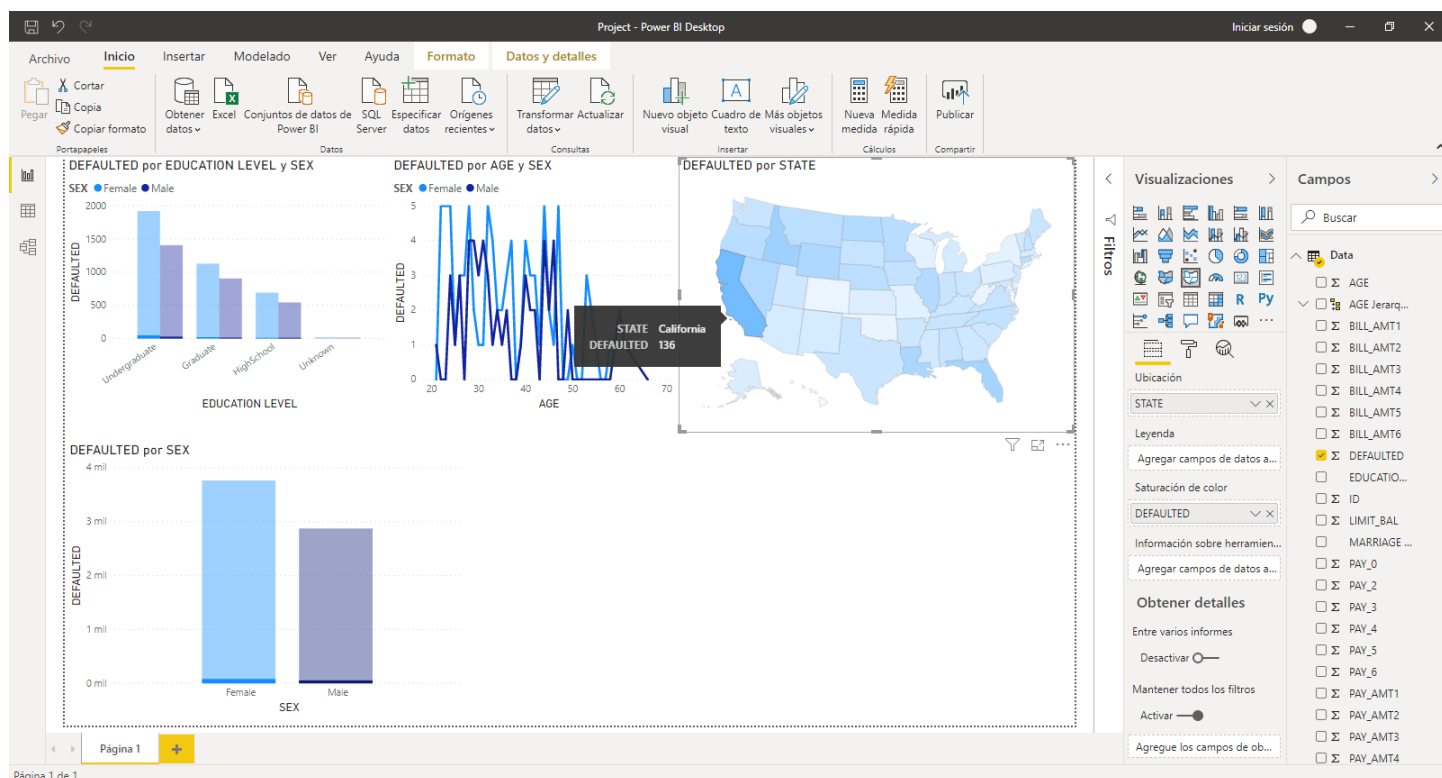 Project - Power BI Desktop
Iniciar sesión
Archivo Inicio Insertar Modelado Ver Ayuda Formato Datos y detalles
Pegar
Cortar
Copia
Copiar formato
Portapapeles
Obtener datos
Excel
Conjuntos de datos de Power BI
SQL Server
Especificar datos
Orígenes recientes
Datos
Transformar datos
Actualizar
Consultas
Nuevo objeto visual
Cuadro de texto
Más objetos visuales
Insertar
Nueva medida
Medida rápida
Cálculos
Publicar
Compartir
DEFAULTED por EDUCATION LEVEL y SEX
SEX Female Male
2000
1500
1000
500
0
DEFAULTED
Undergraduate
Graduate
HighSchool
Unknown
EDUCATION LEVEL
DEFAULTED por AGE y SEX
SEX Female Male
5
4
3
2
1
0
DEFAULTED
20 30 40 50 60 70
AGE
DEFAULTED por STATE
STATE California
DEFAULTED 136
DEFAULTED por SEX
4 mil
3 mil
2 mil
1 mil
0 mil
DEFAULTED
Female
Male
SEX
Filtros
Visualizaciones
R Py
123
Ubicación
STATE
Leyenda
Agregar campos de datos a...
Saturación de color
DEFAULTED
Información sobre herramien...
Agregar campos de datos a...
Obtener detalles
Entre varios informes
Desactivar
Mantener todos los filtros
Activar
Agregue los campos de ob...
Campos
Buscar
Data
Σ AGE
AGE Jerarq...
Σ BILL_AMT1
Σ BILL_AMT2
Σ BILL_AMT3
Σ BILL_AMT4
Σ BILL_AMT5
Σ BILL_AMT6
Σ DEFAULTED
EDUCATIO...
Σ ID
Σ LIMIT_BAL
MARRIAGE ...
Σ PAY_0
Σ PAY_2
Σ PAY_3
Σ PAY_4
Σ PAY_5
Σ PAY_6
Σ PAY_AMT1
Σ PAY_AMT2
Σ PAY_AMT3
Σ PAY_AMT4
Página 1
Página 1 de 1